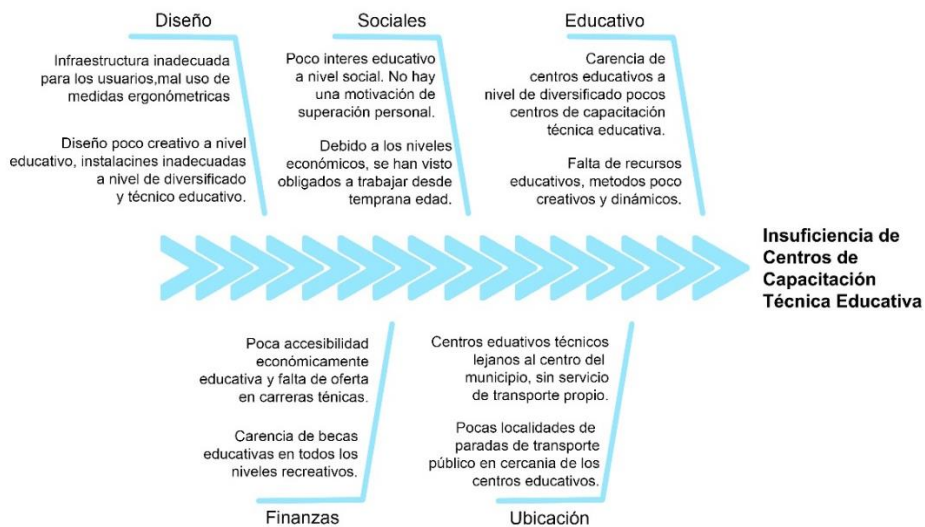 Diseño
Infraestructura inadecuada
para los usuarios,mal uso de
medidas ergonómetricas
Diseño poco creativo a nivel
educativo, instalacines inadecuadas
a nivel de diversificado
y técnico educativo.
Sociales
Poco interes educativo
a nivel social. No hay
una motivación de
superación personal.
Debido a los niveles
económicos, se han visto
obligados a trabajar desde
temprana edad.
Educativo
Carencia de
centros educativos a
nivel de diversificado pocos
centros de capacitación
técnica educativa.
Falta de recursos
educativos, metodos poco
creativos y dinámicos.
Insuficiencia de
Centros de
Capacitación
Técnica Educativa
Poca accesibilidad
económicamente
educativa y falta de oferta
en carreras ténicas.
Carencia de becas
educativas en todos los
niveles recreativos.
Finanzas
Centros eduativos técnicos
lejanos al centro del
municipio, sin servicio
de transporte propio.
Pocas localidades de
paradas de transporte
público en cercania de los
centros educativos.
Ubicación